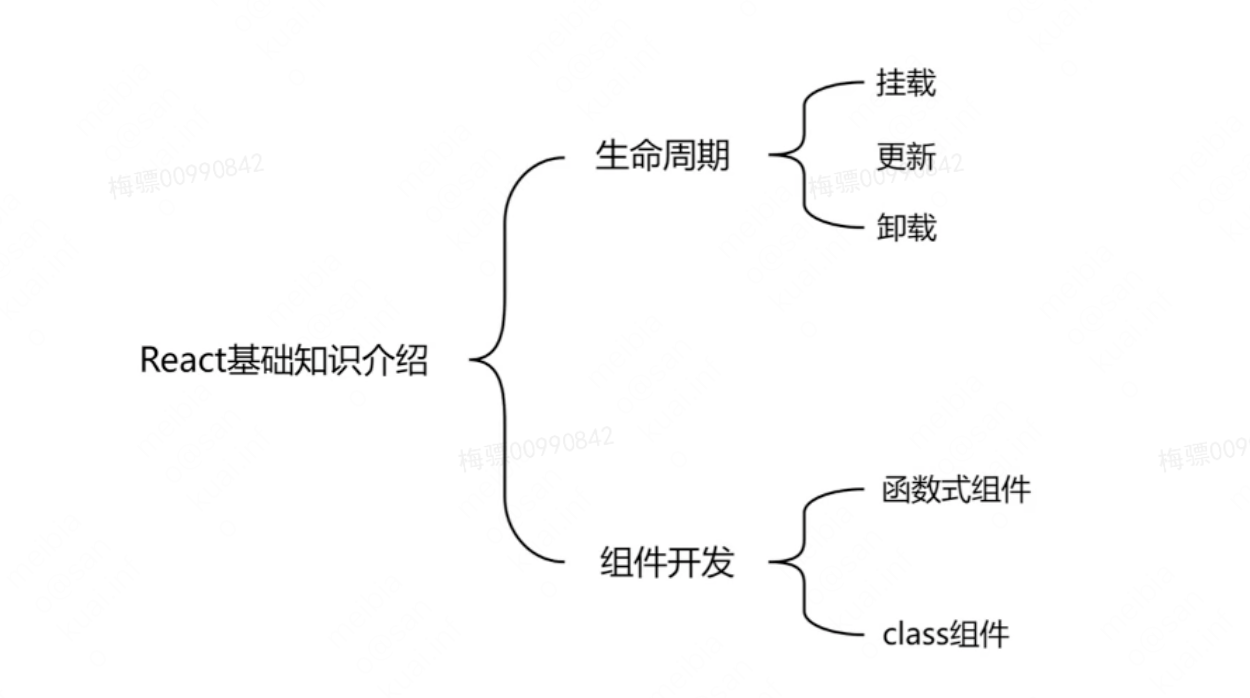 挂载
生命周期
更新
梅骠00990842
梅骠00990842
卸载
React基础知识介绍
梅骠00990842
梅骠009
函数式组件
组件开发
class组件